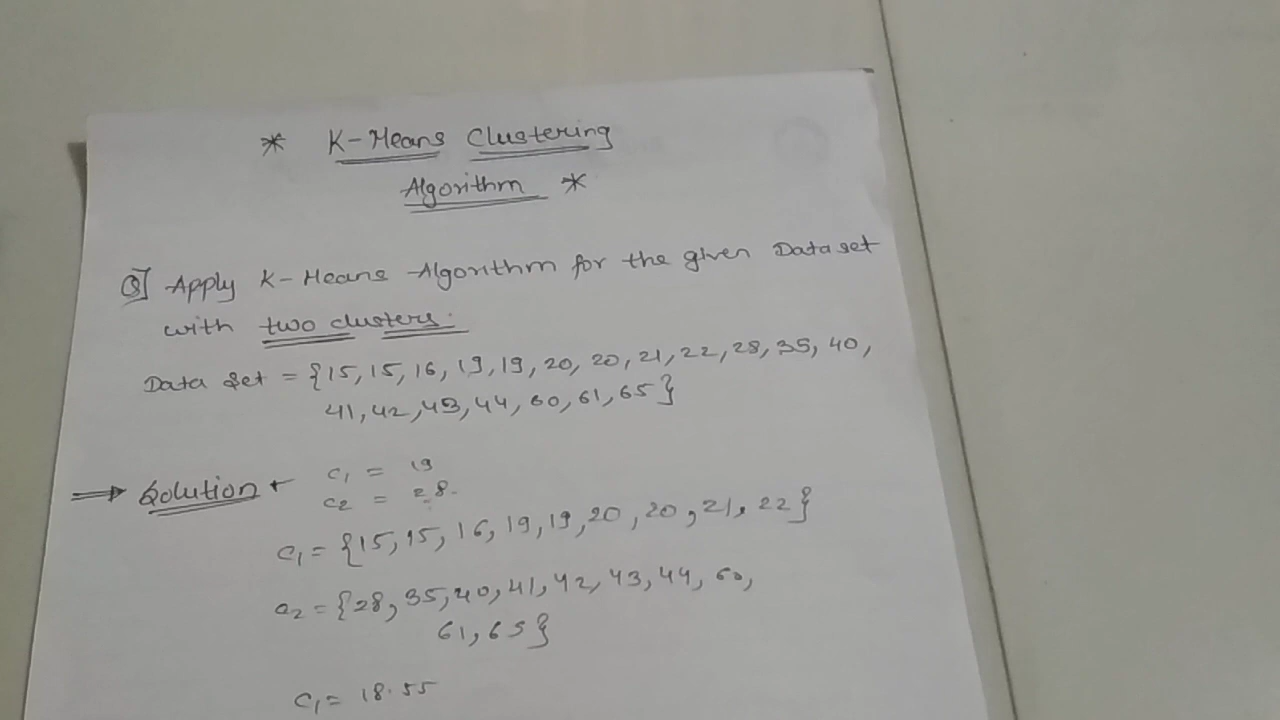 * K-Means Clustering
Algorithm *
Q] Apply K-Means Algorithm for the given Dataset
with two clusters.
Data Set = {15, 15, 16, 19, 19, 20, 20, 21, 22, 28, 35, 40,
41, 42, 43, 44, 60, 61, 65}
⇒ Solution
c₁ = 19
c₂ = 28.
c₁ = {15, 15, 16, 19, 19, 20, 20, 21, 22}
c₂ = {28, 35, 40, 41, 42, 43, 44, 60,
61, 65}
c₁ = 18.55